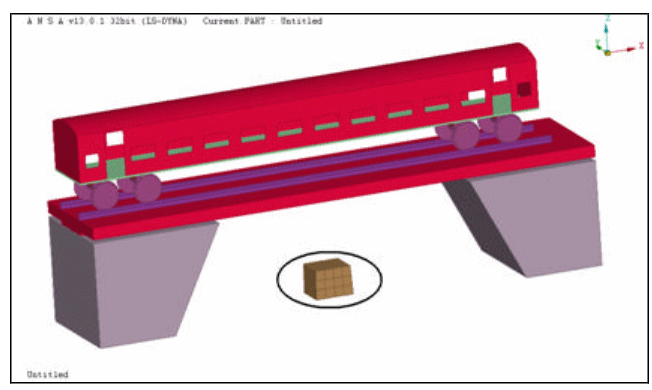 A N S A v13.0.1 32bit (LS-DYNA) Current PART : Untitled
Z
Y
X
Untitled